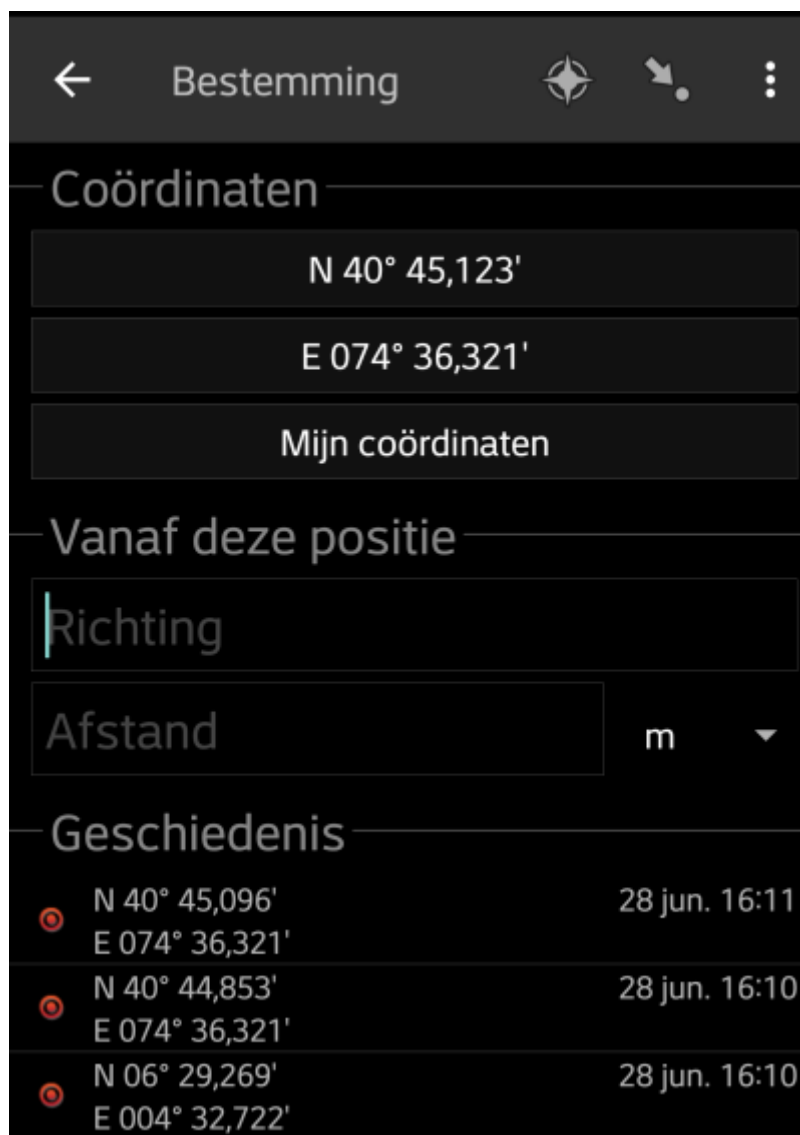 Bestemming
Coördinaten
N 40° 45,123'
E 074° 36,321'
Mijn coördinaten
Vanaf deze positie
Richting
Afstand
m
Geschiedenis
N 40° 45,096' 28 jun. 16:11
E 074° 36,321'
N 40° 44,853' 28 jun. 16:10
E 074° 36,321'
N 06° 29,269' 28 jun. 16:10
E 004° 32,722'